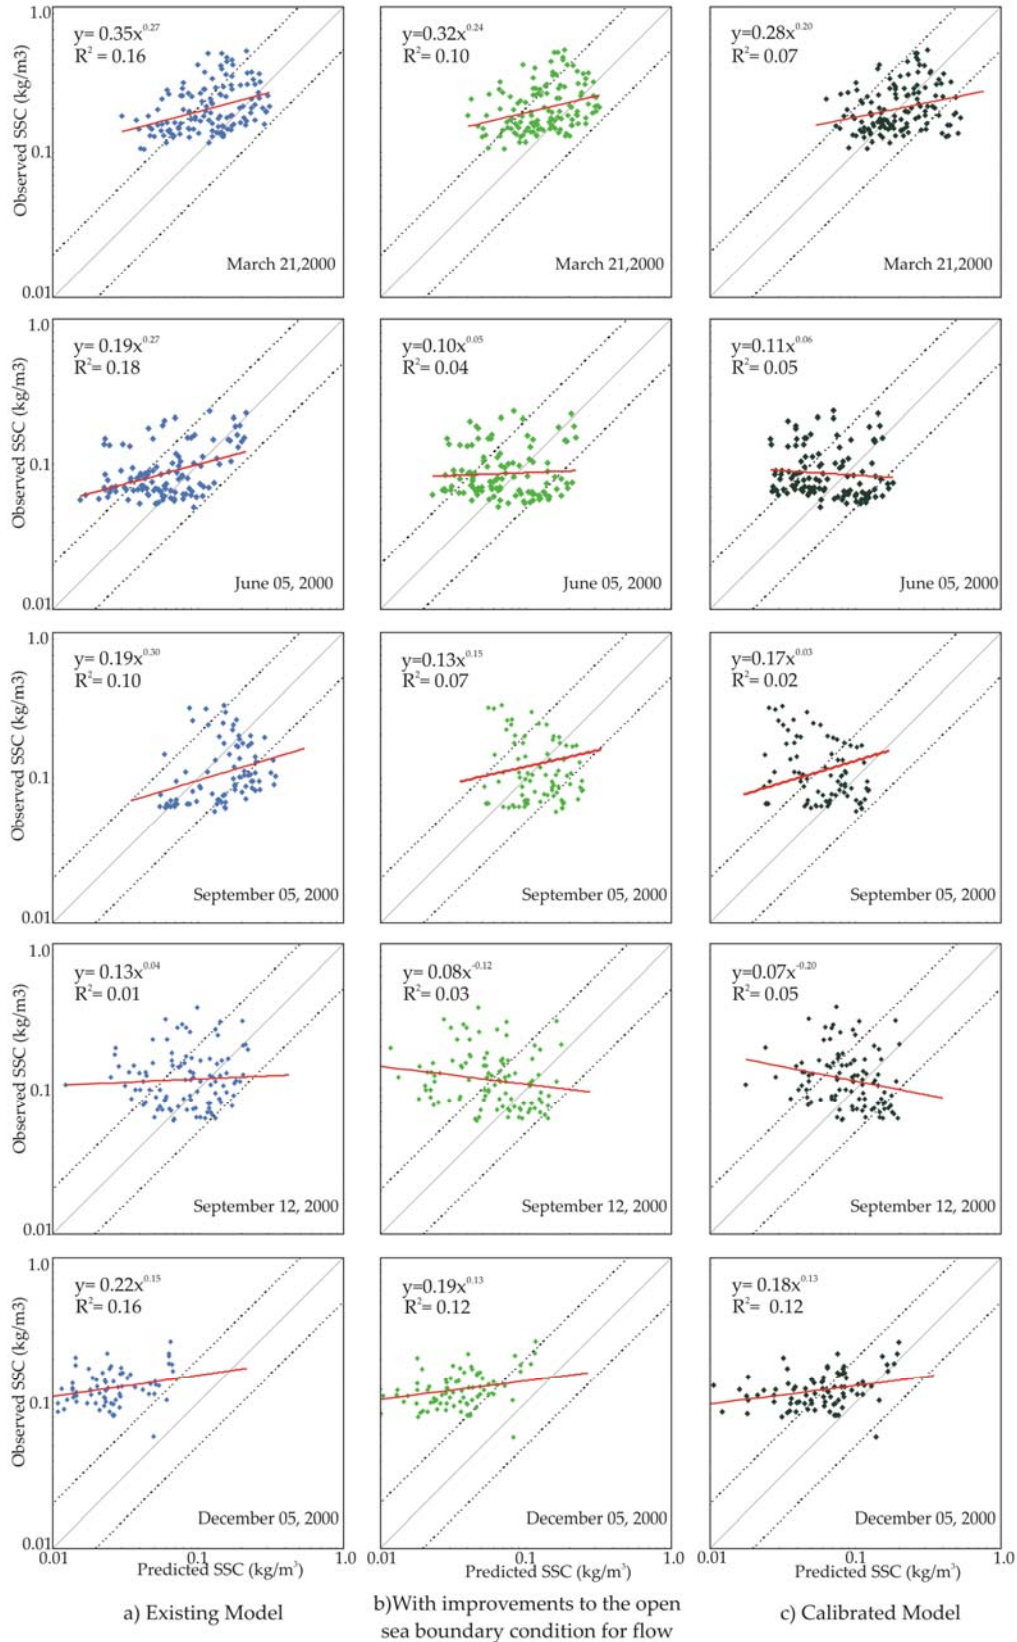 1.0
y= 0.35x^0.27
R²= 0.16
Observed SSC (kg/m3)
0.1
March 21,2000
0.01
y=0.32x^0.24
R²= 0.10
March 21,2000
y=0.28x^0.20
R²= 0.07
March 21,2000
1.0
y= 0.19x^0.27
R²= 0.18
Observed SSC (kg/m3)
0.1
June 05, 2000
0.01
y=0.10x^0.05
R²= 0.04
June 05, 2000
y=0.11x^0.06
R²= 0.05
June 05, 2000
1.0
y= 0.19x^0.30
R²= 0.10
Observed SSC (kg/m3)
0.1
September 05, 2000
0.01
y=0.13x^0.15
R²= 0.07
September 05, 2000
y=0.17x^0.03
R²= 0.02
September 05, 2000
1.0
y= 0.13x^0.04
R²= 0.01
Observed SSC (kg/m3)
0.1
September 12, 2000
0.01
y= 0.08x^-0.12
R²= 0.03
September 12, 2000
y=0.07x^-0.20
R²= 0.05
September 12, 2000
1.0
y= 0.22x^0.15
R²= 0.16
Observed SSC (kg/m3)
0.1
December 05, 2000
0.01
0.01 0.1 1.0
Predicted SSC (kg/m³)
a) Existing Model
y= 0.19x^0.13
R²= 0.12
December 05, 2000
0.01 0.1 1.0
Predicted SSC (kg/m³)
b)With improvements to the open
sea boundary condition for flow
y= 0.18x^0.13
R²= 0.12
December 05, 2000
0.01 0.1 1.0
Predicted SSC (kg/m³)
c) Calibrated Model